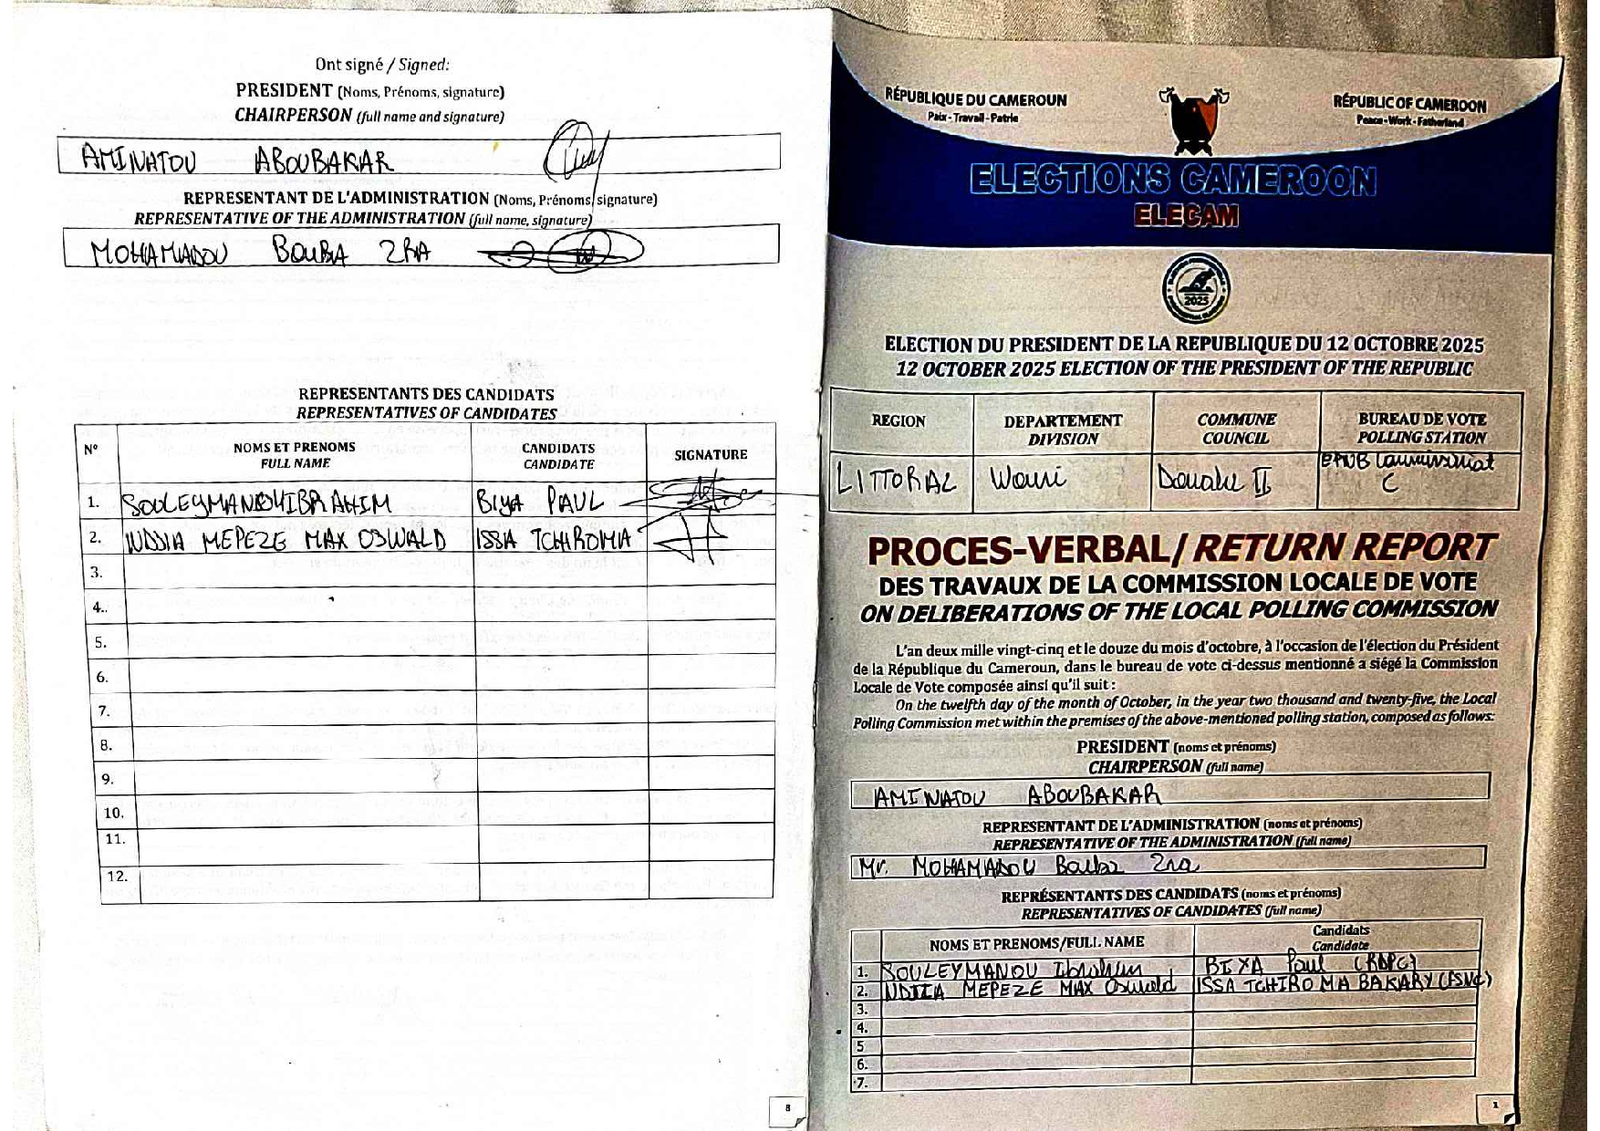 Ont signé / Signed:
PRESIDENT (Noms, Prénoms, signature)
CHAIRPERSON (full name and signature)
AMINATOU ABOUBAKAR
REPRESENTANT DE L'ADMINISTRATION (Noms, Prénoms, signature)
REPRESENTATIVE OF THE ADMINISTRATION (full name, signature)
MOHAMADOU BOUBA ZRA
REPRESENTANTS DES CANDIDATS
REPRESENTATIVES OF CANDIDATES
N° NOMS ET PRENOMS CANDIDATS SIGNATURE
FULL NAME CANDIDATE
1. SOULEYMANOU IBRAHIM BIYA PAUL
2. NDJIA MEPEZE MAX OSWALD ISSA TCHIROMA
3.
4..
5.
6.
7.
8.
9.
10.
11.
12.
8
RÉPUBLIQUE DU CAMEROUN
Paix - Travail - Patrie
RÉPUBLIC OF CAMEROON
Peace - Work - Fatherland
ELECTIONS CAMEROON
ELECAM
2025
ELECTION DU PRESIDENT DE LA REPUBLIQUE DU 12 OCTOBRE 2025
12 OCTOBER 2025 ELECTION OF THE PRESIDENT OF THE REPUBLIC
REGION DEPARTEMENT COMMUNE BUREAU DE VOTE
DIVISION COUNCIL POLLING STATION
LITTORAL Wouri Douala II Commissariat
C
PROCES-VERBAL/ RETURN REPORT
DES TRAVAUX DE LA COMMISSION LOCALE DE VOTE
ON DELIBERATIONS OF THE LOCAL POLLING COMMISSION
L'an deux mille vingt-cinq et le douze du mois d'octobre, à l'occasion de l'élection du Président
de la République du Cameroun, dans le bureau de vote ci-dessus mentionné a siégé la Commission
Locale de Vote composée ainsi qu'il suit :
On the twelfth day of the month of October, in the year two thousand and twenty-five, the Local
Polling Commission met within the premises of the above-mentioned polling station, composed as follows:
PRESIDENT (noms et prénoms)
CHAIRPERSON (full name)
AMINATOU ABOUBAKAR
REPRESENTANT DE L'ADMINISTRATION (noms et prénoms)
REPRESENTATIVE OF THE ADMINISTRATION (full name)
Mr. MOHAMADOU Bouba Zra
REPRÉSENTANTS DES CANDIDATS (noms et prénoms)
REPRESENTATIVES OF CANDIDATES (full name)
NOMS ET PRENOMS/FULL NAME Candidats
Candidate
1. SOULEYMANOU Ibrahim BIYA Paul (RDPC)
2. NDJIA MEPEZE MAX Oswald ISSA TCHIROMA BAKARY (FSNC)
3.
4.
5
6.
7.
1